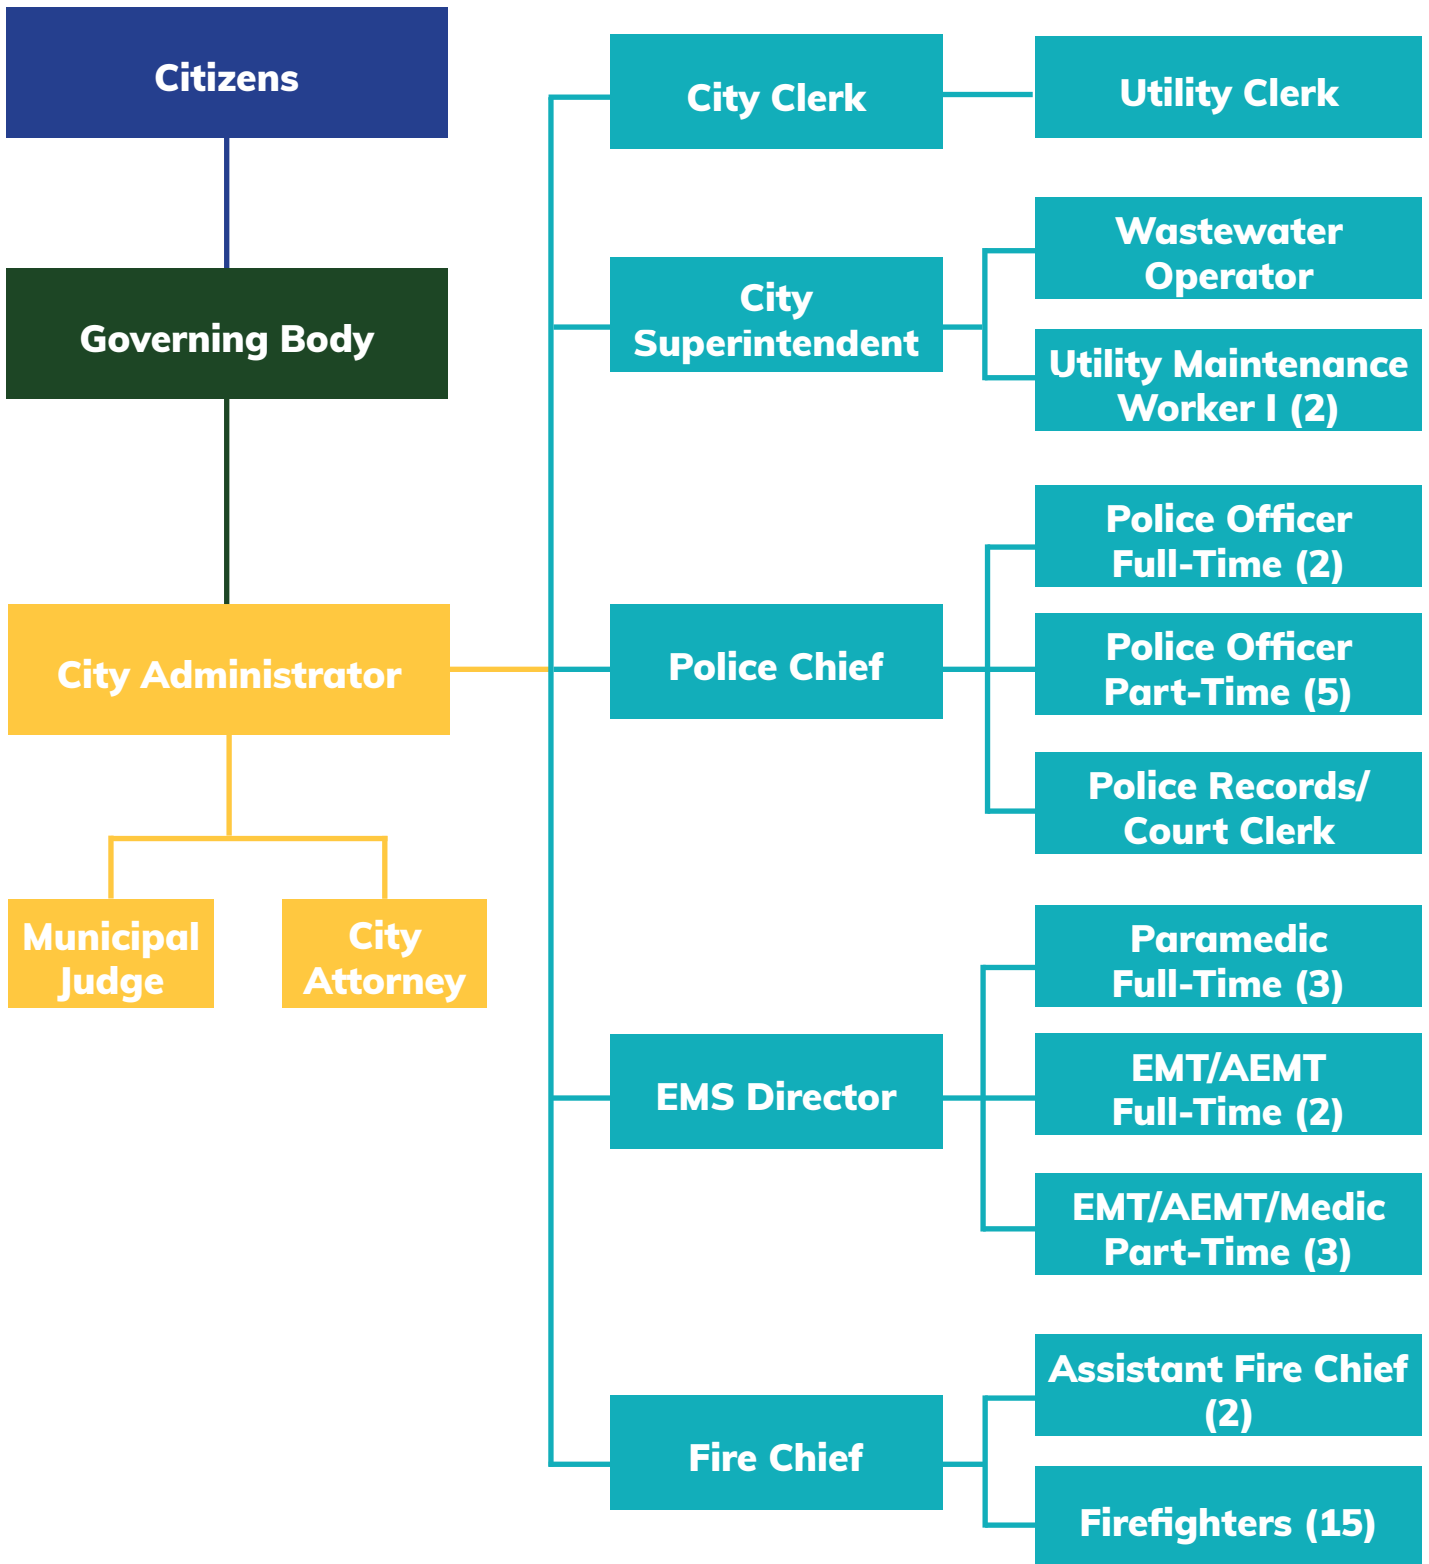 Citizens
Governing Body
City Administrator
Municipal
Judge
City
Attorney
City Clerk
Utility Clerk
City
Superintendent
Wastewater
Operator
Utility Maintenance
Worker I (2)
Police Chief
Police Officer
Full-Time (2)
Police Officer
Part-Time (5)
Police Records/
Court Clerk
EMS Director
Paramedic
Full-Time (3)
EMT/AEMT
Full-Time (2)
EMT/AEMT/Medic
Part-Time (3)
Fire Chief
Assistant Fire Chief
(2)
Firefighters (15)